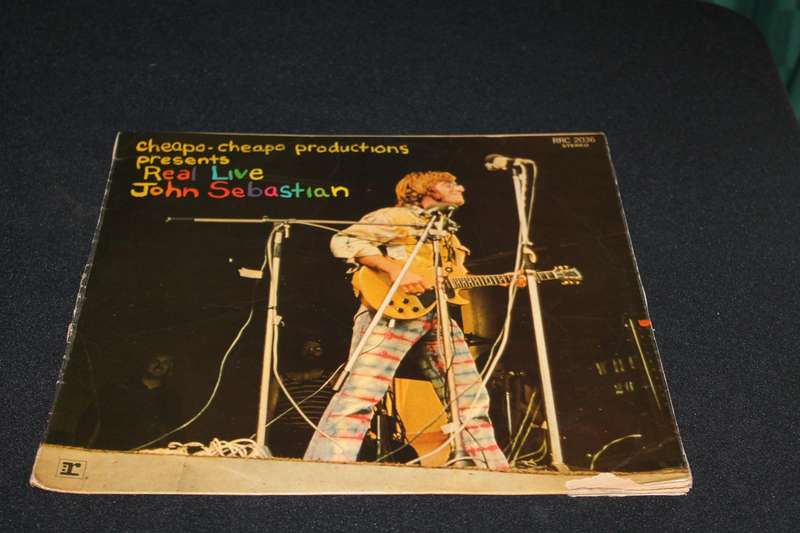 cheapo-cheapo productions
presents
Real Live
John Sebastian
RRC 2036
STEREO
r